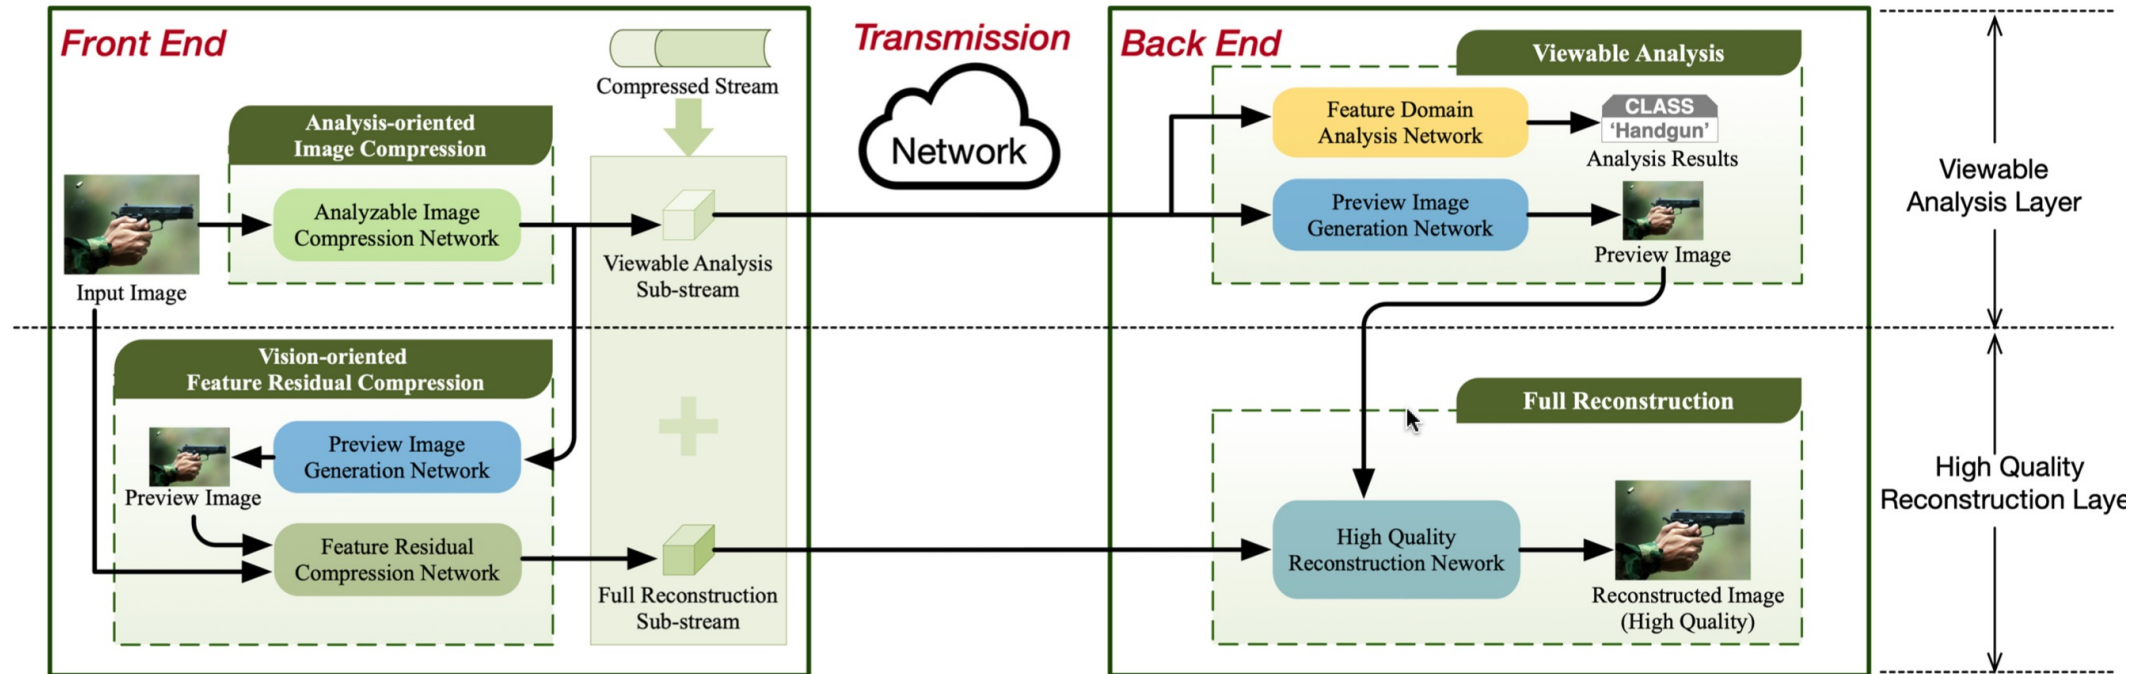 Front End
Compressed Stream
Analysis-oriented
Image Compression
Analyzable Image
Compression Network
Input Image
Viewable Analysis
Sub-stream
Vision-oriented
Feature Residual Compression
Preview Image
Generation Network
Preview Image
Feature Residual
Compression Network
Full Reconstruction
Sub-stream
Transmission
Network
Back End
Viewable Analysis
Feature Domain
Analysis Network
CLASS
‘Handgun’
Analysis Results
Preview Image
Generation Network
Preview Image
Full Reconstruction
High Quality
Reconstruction Nework
Reconstructed Image
(High Quality)
Viewable
Analysis Layer
High Quality
Reconstruction Laye